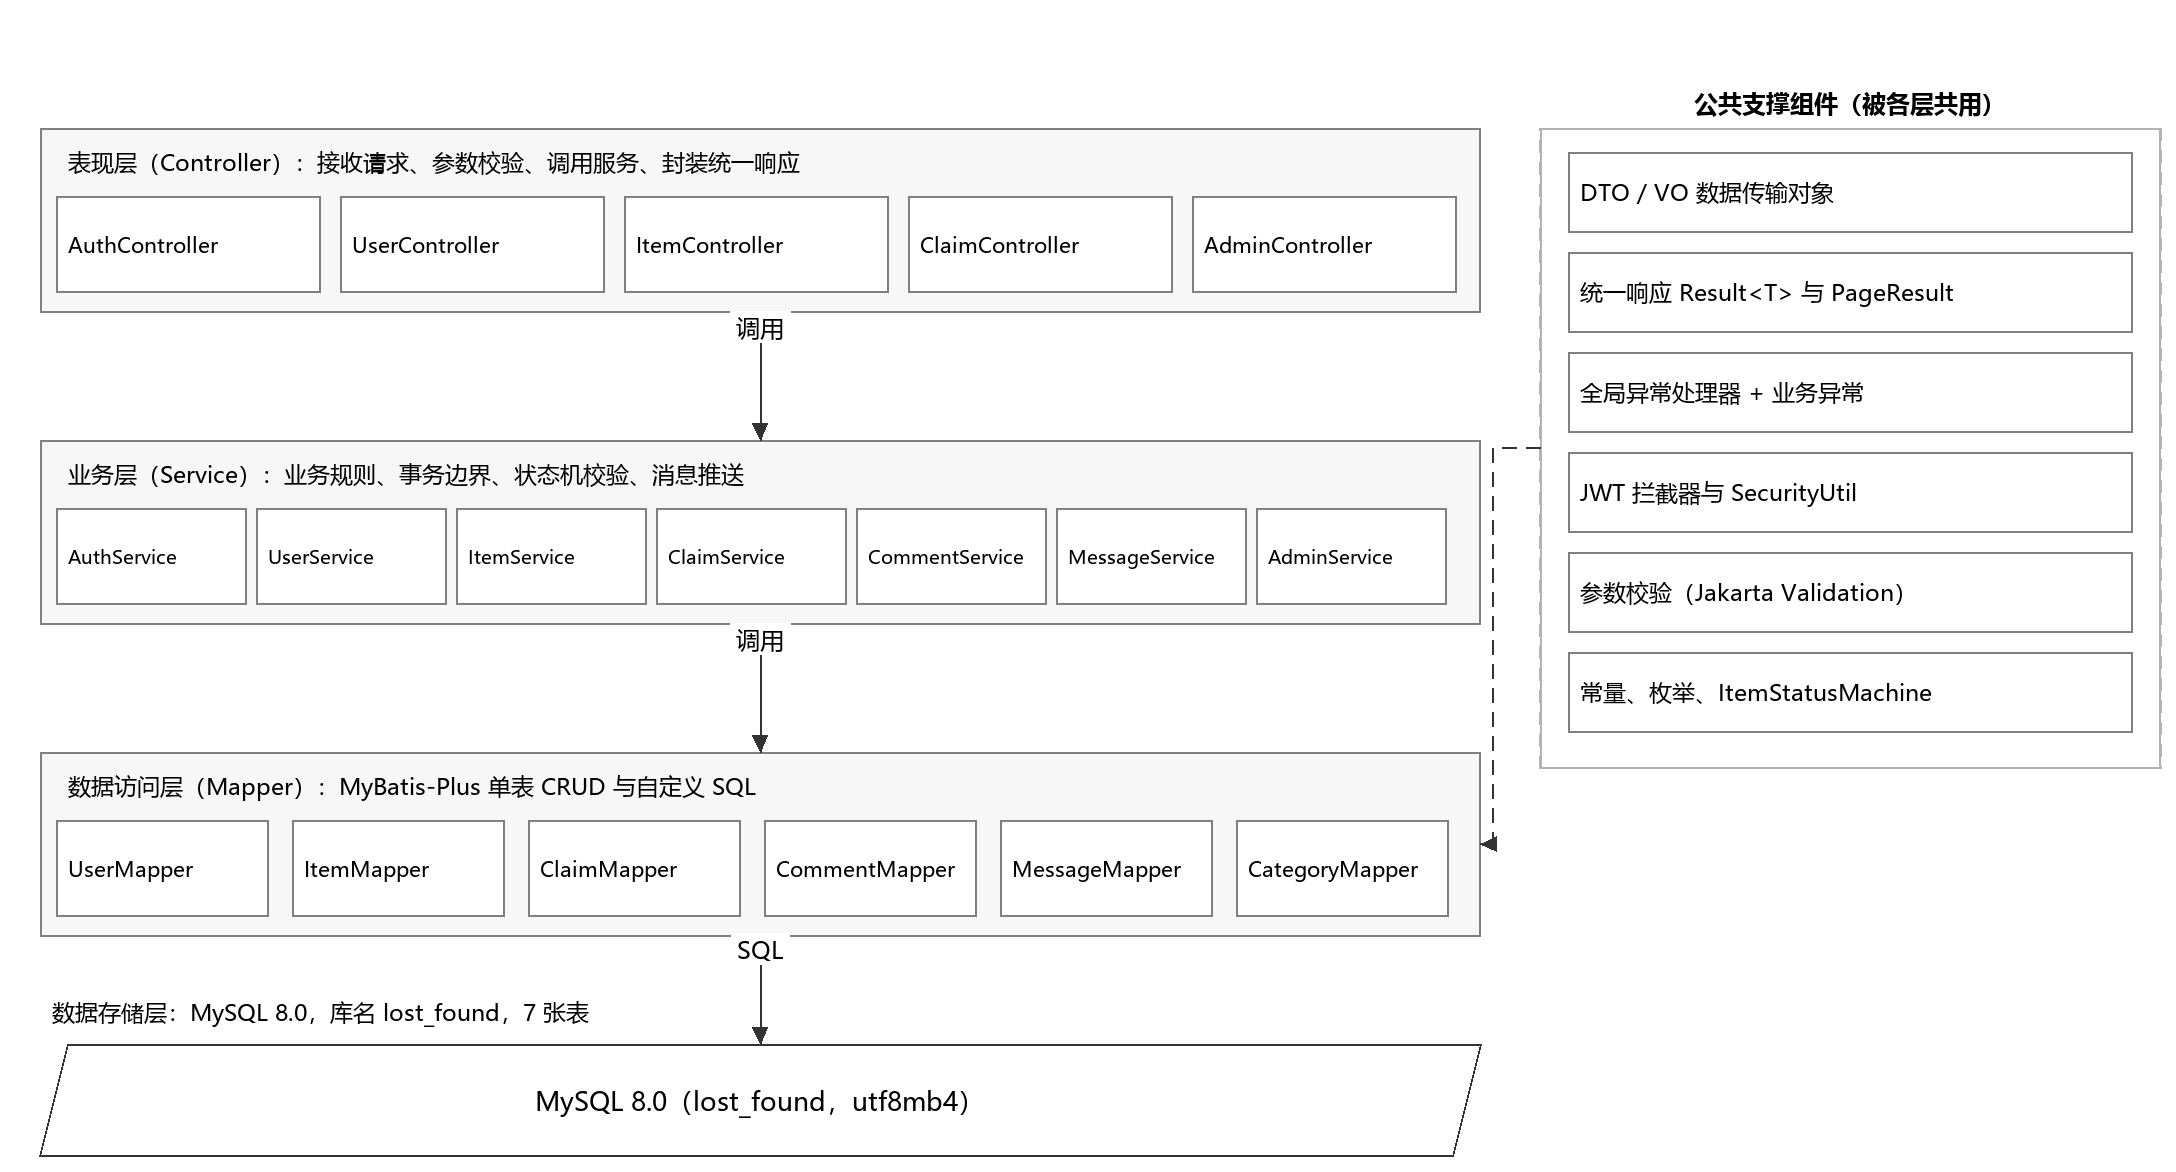 公共支撑组件（被各层共用）
表现层（Controller）：接收请求、参数校验、调用服务、封装统一响应
AuthController
UserController
ItemController
ClaimController
AdminController
调用
业务层（Service）：业务规则、事务边界、状态机校验、消息推送
AuthService
UserService
ItemService
ClaimService
CommentService
MessageService
AdminService
调用
数据访问层（Mapper）：MyBatis-Plus 单表 CRUD 与自定义 SQL
UserMapper
ItemMapper
ClaimMapper
CommentMapper
MessageMapper
CategoryMapper
SQL
数据存储层：MySQL 8.0，库名 lost_found，7 张表
MySQL 8.0（lost_found，utf8mb4）
DTO / VO 数据传输对象
统一响应 Result<T> 与 PageResult
全局异常处理器 + 业务异常
JWT 拦截器与 SecurityUtil
参数校验（Jakarta Validation）
常量、枚举、ItemStatusMachine